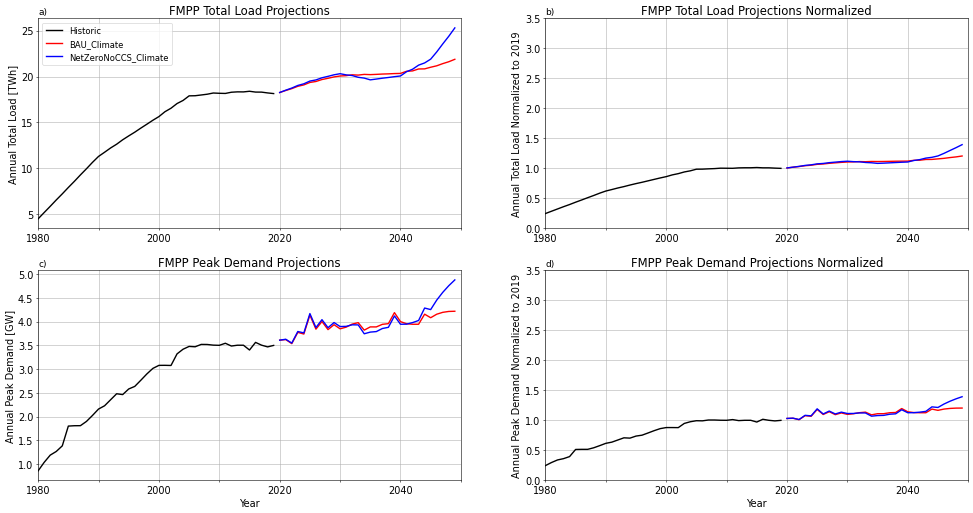 a)
FMPP Total Load Projections
Historic
BAU_Climate
NetZeroNoCCS_Climate
Annual Total Load [TWh]
25
20
15
10
5
1980
2000
2020
2040
b)
FMPP Total Load Projections Normalized
Annual Total Load Normalized to 2019
3.5
3.0
2.5
2.0
1.5
1.0
0.5
0.0
1980
2000
2020
2040
c)
FMPP Peak Demand Projections
Annual Peak Demand [GW]
5.0
4.5
4.0
3.5
3.0
2.5
2.0
1.5
1.0
1980
2000
2020
2040
Year
d)
FMPP Peak Demand Projections Normalized
Annual Peak Demand Normalized to 2019
3.5
3.0
2.5
2.0
1.5
1.0
0.5
0.0
1980
2000
2020
2040
Year